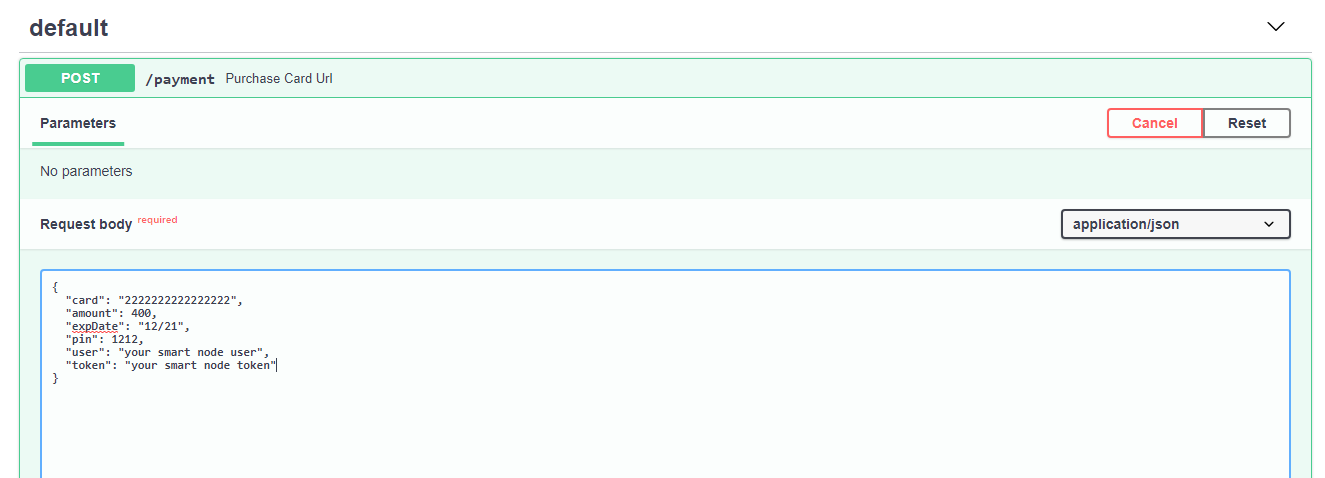 default
POST /payment Purchase Card Url
Parameters Cancel Reset
No parameters
Request body required application/json
{
"card": "2222222222222222",
"amount": 400,
"expDate": "12/21",
"pin": 1212,
"user": "your smart node user",
"token": "your smart node token"
}